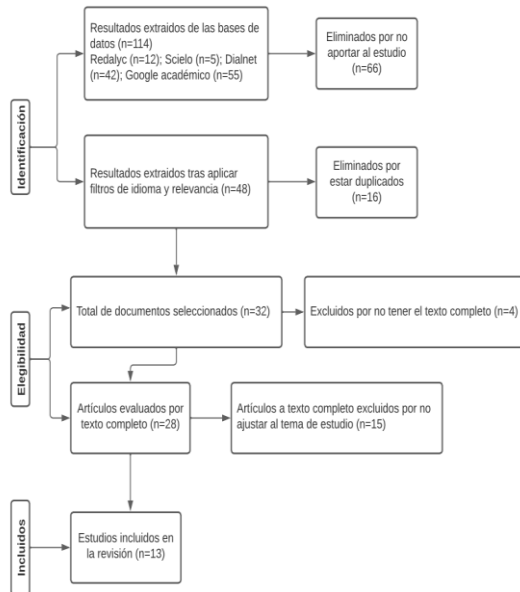 Identificación
Resultados extraidos de las bases de
datos (n=114)
Redalyc (n=12); Scielo (n=5); Dialnet
(n=42); Google académico (n=55)
Eliminados por no
aportar al estudio
(n=66)
Resultados extraidos tras aplicar
filtros de idioma y relevancia (n=48)
Eliminados por
estar duplicados
(n=16)
Elegibilidad
Total de documentos seleccionados (n=32)
Excluidos por no tener el texto completo (n=4)
Artículos evaluados por
texto completo (n=28)
Artículos a texto completo excluidos por no
ajustar al tema de estudio (n=15)
Incluidos
Estudios incluidos en
la revisión (n=13)